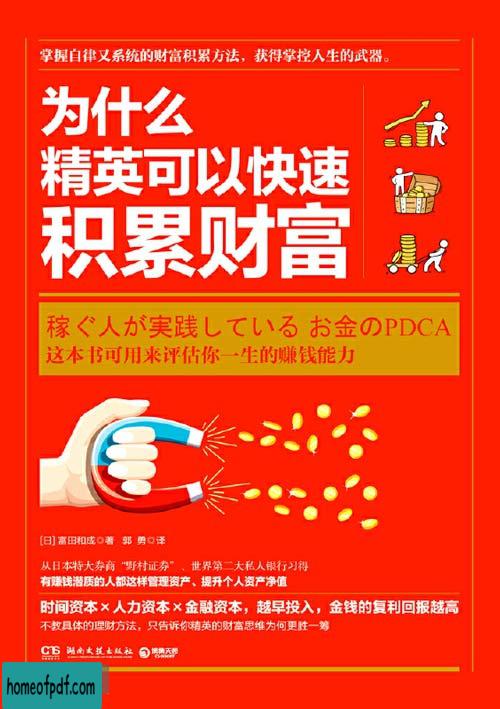 掌握自律又系统的财富积累方法，获得掌控人生的武器。
为什么
精英可以快速
积累财富
稼ぐ人が実践している お金のPDCA
这本书可用来评估你一生的赚钱能力
[日]富田和成◎著 郭 勇◎译
从日本特大券商“野村证券”、世界第二大私人银行习得
有赚钱潜质的人都这样管理资产、提升个人资产净值
时间资本×人力资本×金融资本，越早投入，金钱的复利回报越高
不教具体的理财方法，只告诉你精英的财富思维为何更胜一筹
湖南文艺出版社 博集天卷
CS-BOOKY
homeofpdf.com